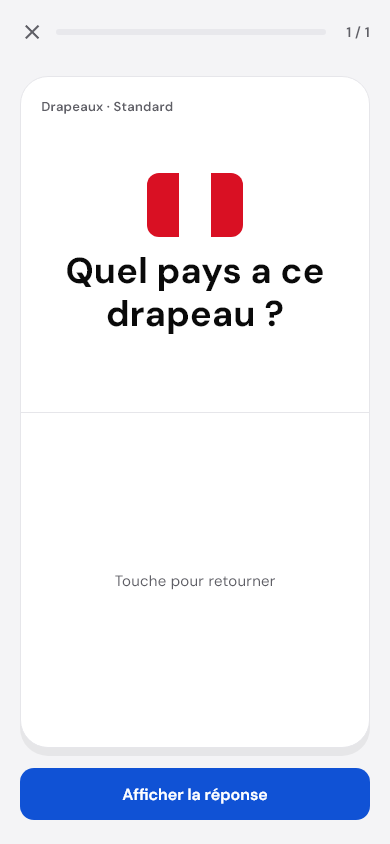 1 / 1
Drapeaux · Standard
Quel pays a ce
drapeau ?
Touche pour retourner
Afficher la réponse